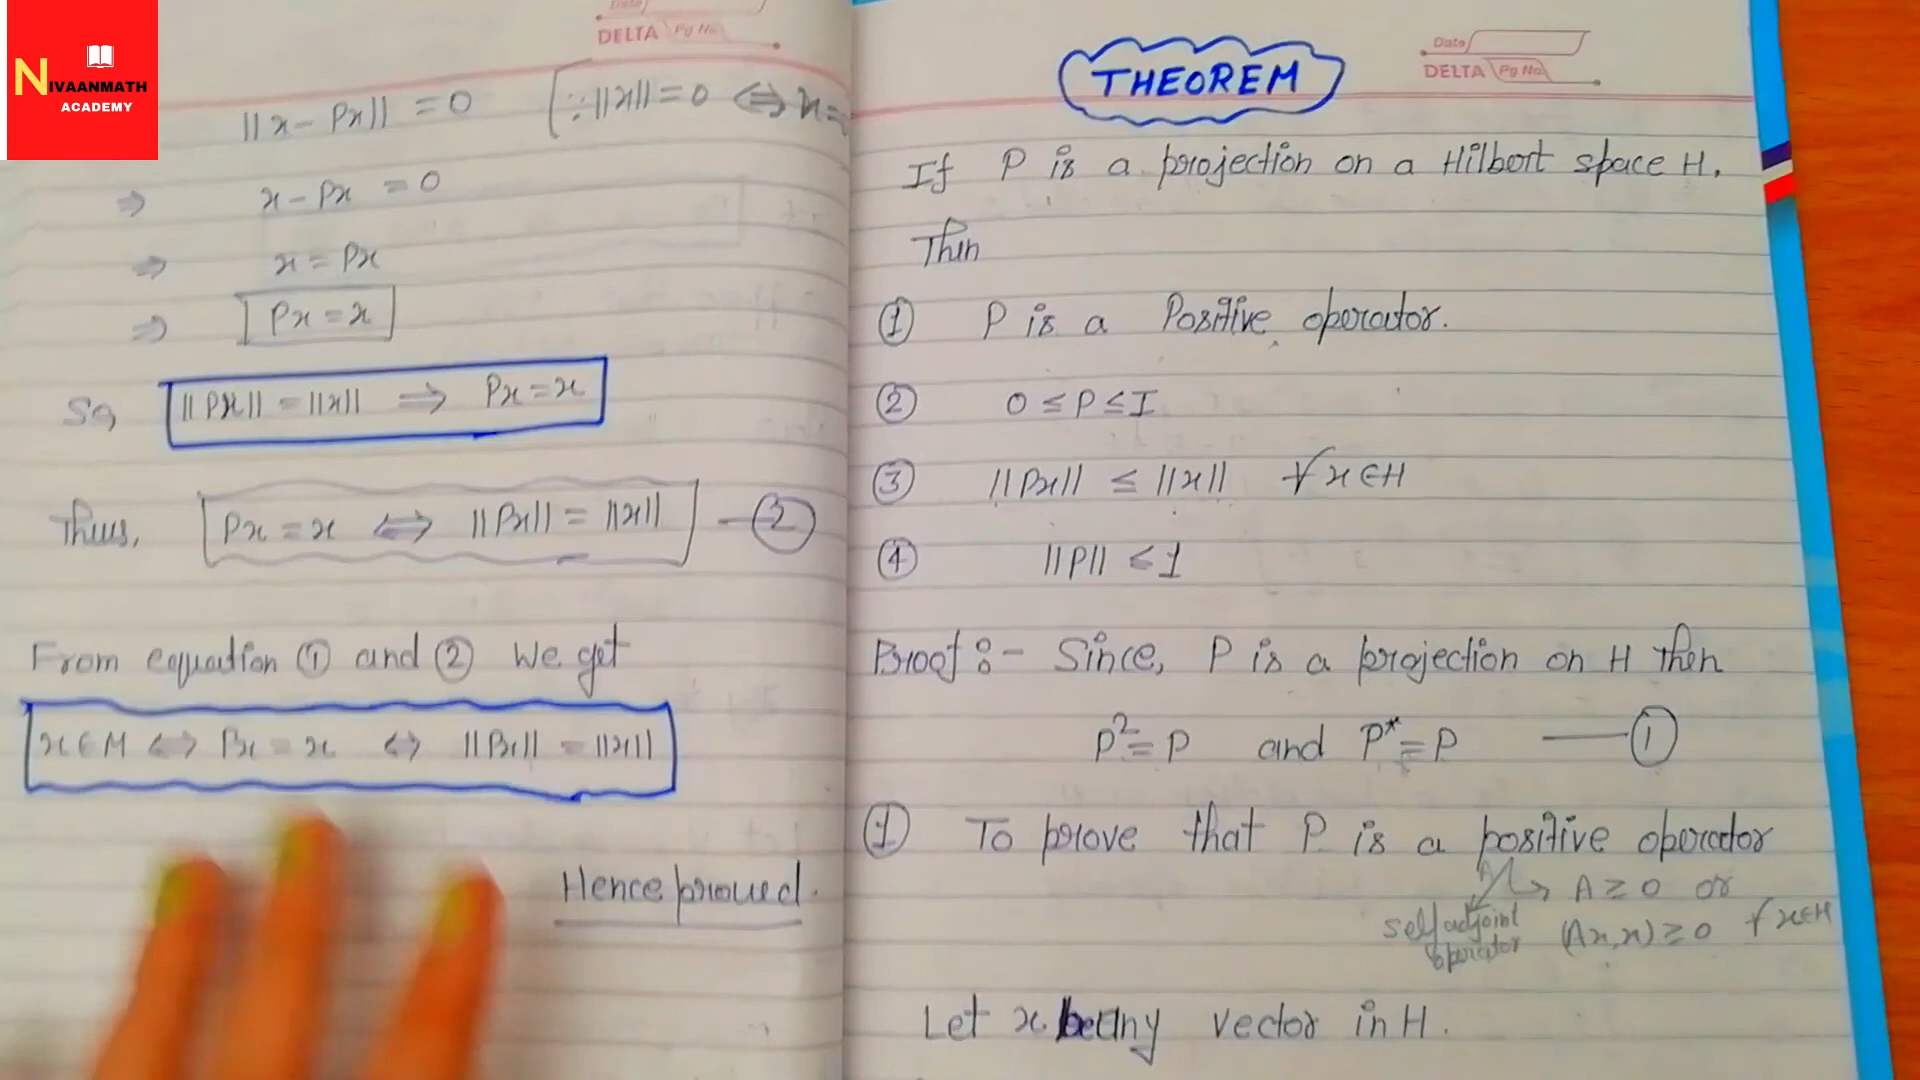 NIVAANMATH
ACADEMY
Date
DELTA Pg No.
||x - Px|| = 0 [∵ ||x|| = 0 ⇔ x =
⇒ x - Px = 0
⇒ x = Px
⇒ Px = x
So, ||Px|| = ||x|| ⇒ Px = x
Thus, Px = x ⇔ ||Px|| = ||x|| — ②
From equation ① and ② we get
x ∈ M ⇔ Px = x ⇔ ||Px|| = ||x||
Hence proved.
Date
DELTA Pg No.
THEOREM
If P is a projection on a Hilbert space H.
Then
① P is a Positive operator.
② 0 ≤ P ≤ I
③ ||Px|| ≤ ||x|| ∀ x ∈ H
④ ||P|| ≤ 1
Proof :- Since, P is a projection on H then
P² = P and P* = P — ①
① To prove that P is a positive operator
A → A ≥ 0 or
self adjoint operator (Ax, x) ≥ 0 ∀ x ∈ H
Let x be any vector in H.